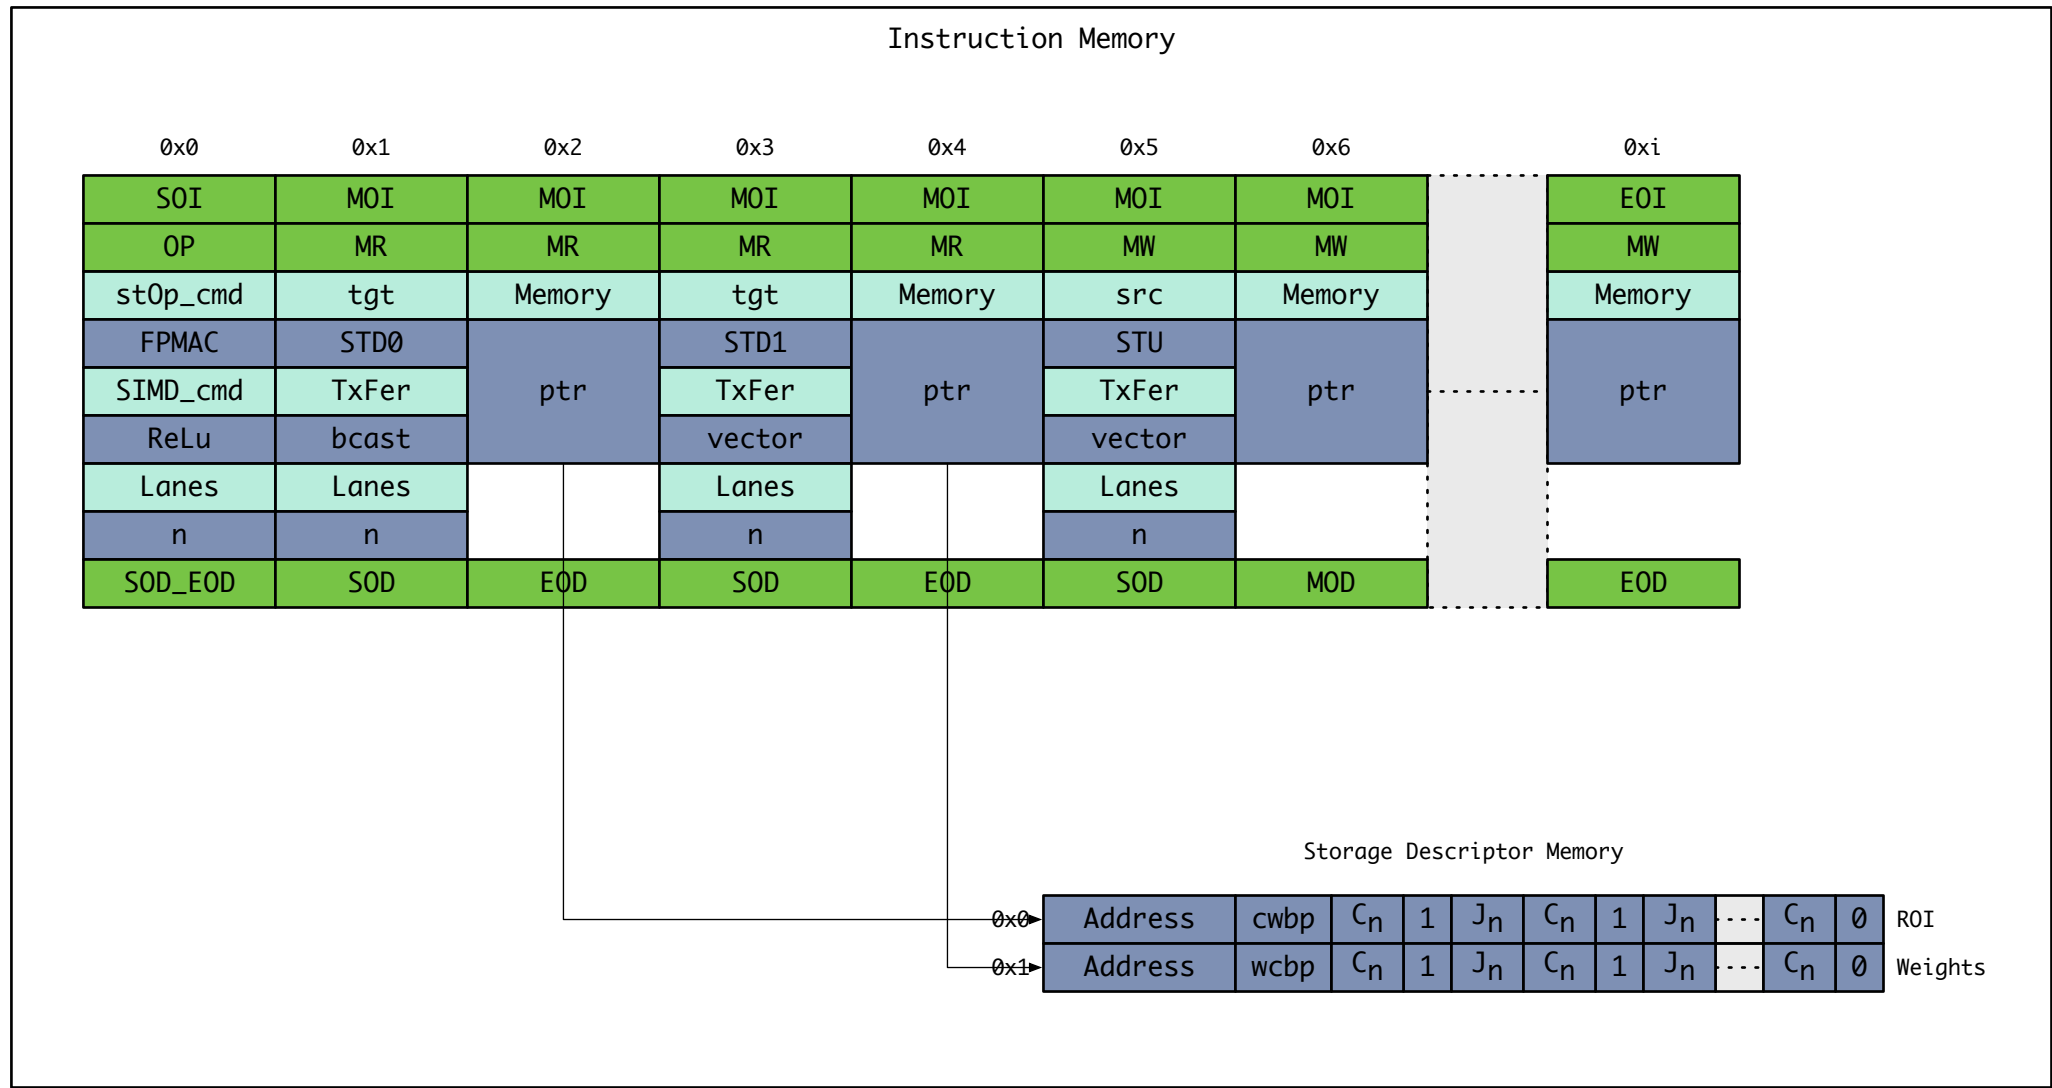 Instruction Memory
0x0 0x1 0x2 0x3 0x4 0x5 0x6 0xi
SOI MOI MOI MOI MOI MOI MOI EOI
OP MR MR MR MR MW MW MW
stOp_cmd tgt Memory tgt Memory src Memory Memory
FPMAC STD0 STD1 STU
SIMD_cmd TxFer ptr TxFer ptr TxFer ptr ptr
ReLu bcast vector vector
Lanes Lanes Lanes Lanes
n n n n
SOD_EOD SOD EOD SOD EOD SOD MOD EOD
Storage Descriptor Memory
0x0 Address cwbp Cn 1 Jn Cn 1 Jn Cn 0 ROI
0x1 Address wcbp Cn 1 Jn Cn 1 Jn Cn 0 Weights